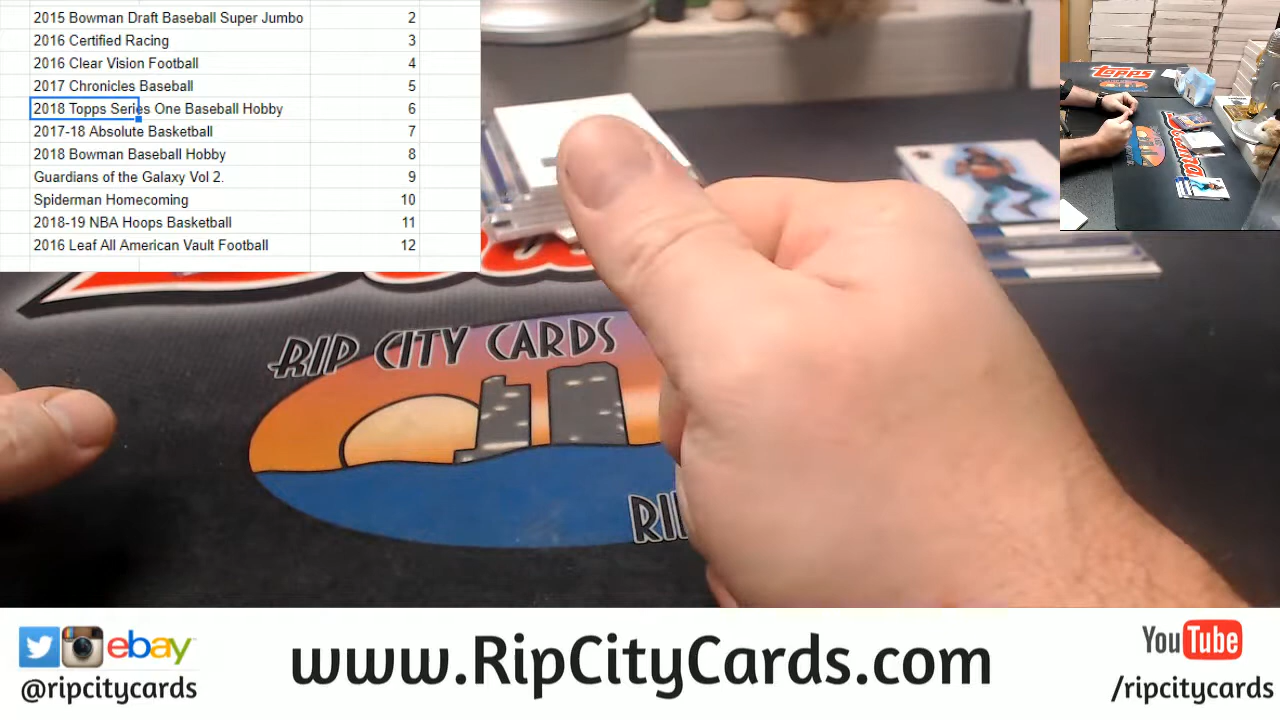 2015 Bowman Draft Baseball Super Jumbo 2
2016 Certified Racing 3
2016 Clear Vision Football 4
2017 Chronicles Baseball 5
2018 Topps Series One Baseball Hobby 6
2017-18 Absolute Basketball 7
2018 Bowman Baseball Hobby 8
Guardians of the Galaxy Vol 2. 9
Spiderman Homecoming 10
2018-19 NBA Hoops Basketball 11
2016 Leaf All American Vault Football 12
topps
RIP CITY CARDS
RI
ebay
@ripcitycards
www.RipCityCards.com
YouTube
/ripcitycards